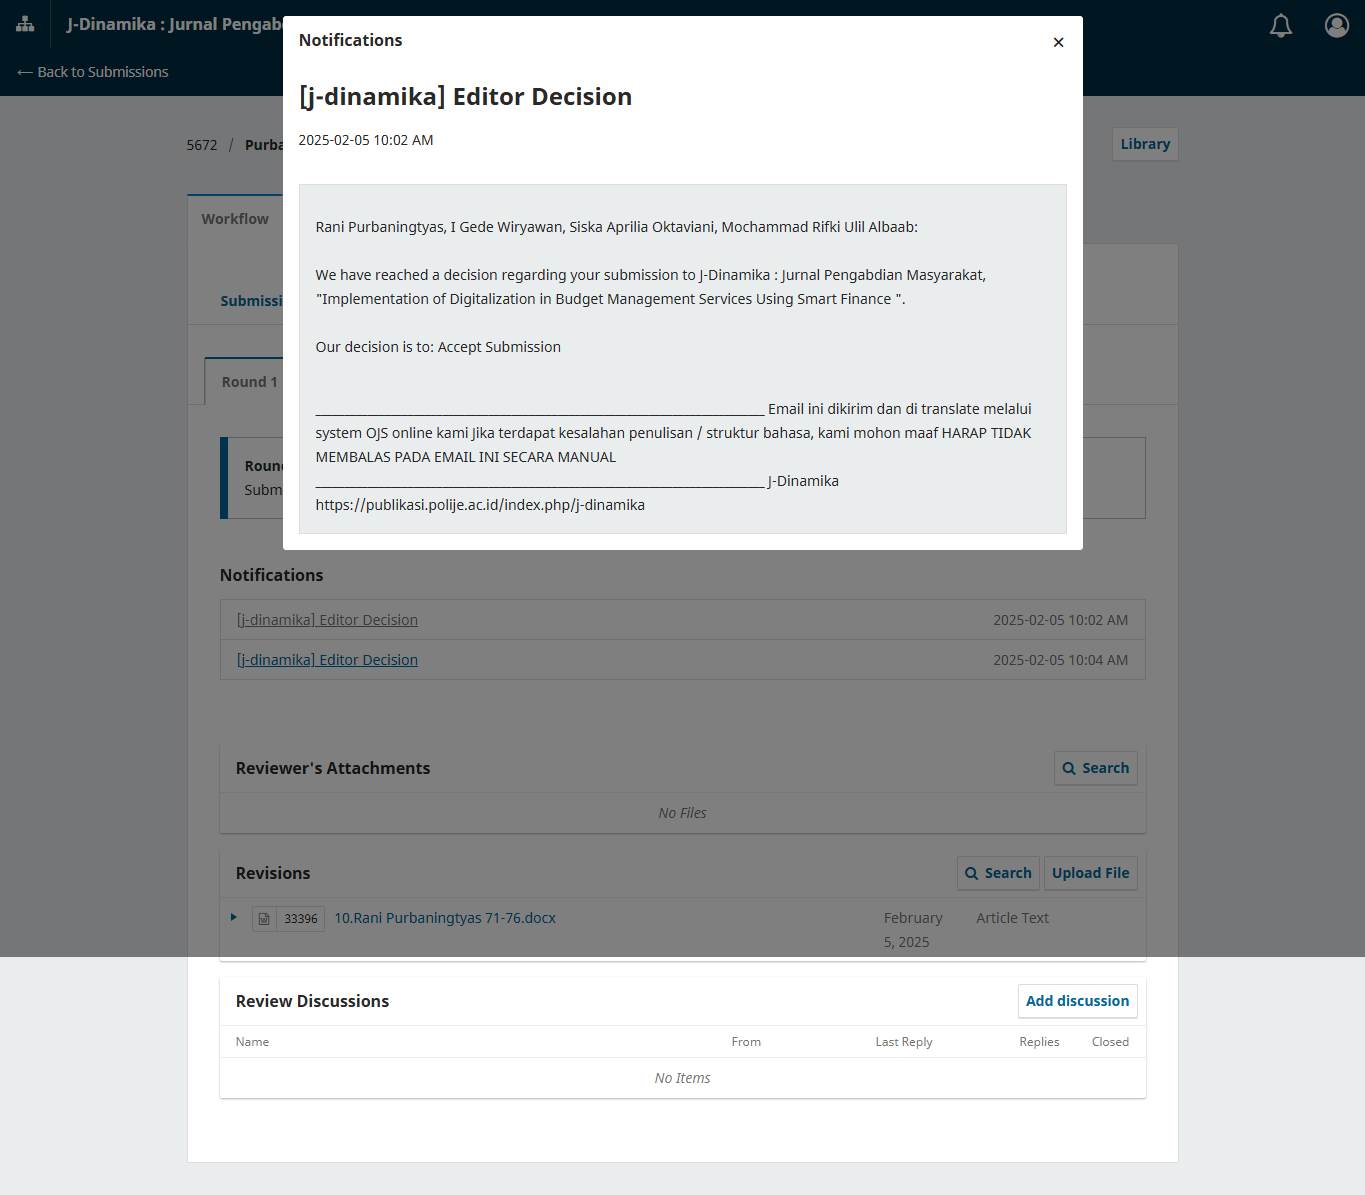 J-Dinamika : Jurnal Pengab
← Back to Submissions
Notifications
[j-dinamika] Editor Decision
2025-02-05 10:02 AM
5672 / Purba
Library
Workflow
Rani Purbaningtyas, I Gede Wiryawan, Siska Aprilia Oktaviani, Mochammad Rifki Ulil Albaab:
We have reached a decision regarding your submission to J-Dinamika : Jurnal Pengabdian Masyarakat,
"Implementation of Digitalization in Budget Management Services Using Smart Finance ".
Submissi
Our decision is to: Accept Submission
Round 1
________________________________________________________________ Email ini dikirim dan di translate melalui
system OJS online kami Jika terdapat kesalahan penulisan / struktur bahasa, kami mohon maaf HARAP TIDAK
MEMBALAS PADA EMAIL INI SECARA MANUAL
________________________________________________________________ J-Dinamika
https://publikasi.polije.ac.id/index.php/j-dinamika
Roun
Subm
Notifications
[j-dinamika] Editor Decision 2025-02-05 10:02 AM
[j-dinamika] Editor Decision 2025-02-05 10:04 AM
Reviewer's Attachments Search
No Files
Revisions Search Upload File
33396 10.Rani Purbaningtyas 71-76.docx February 5, 2025 Article Text
Review Discussions Add discussion
Name From Last Reply Replies Closed
No Items